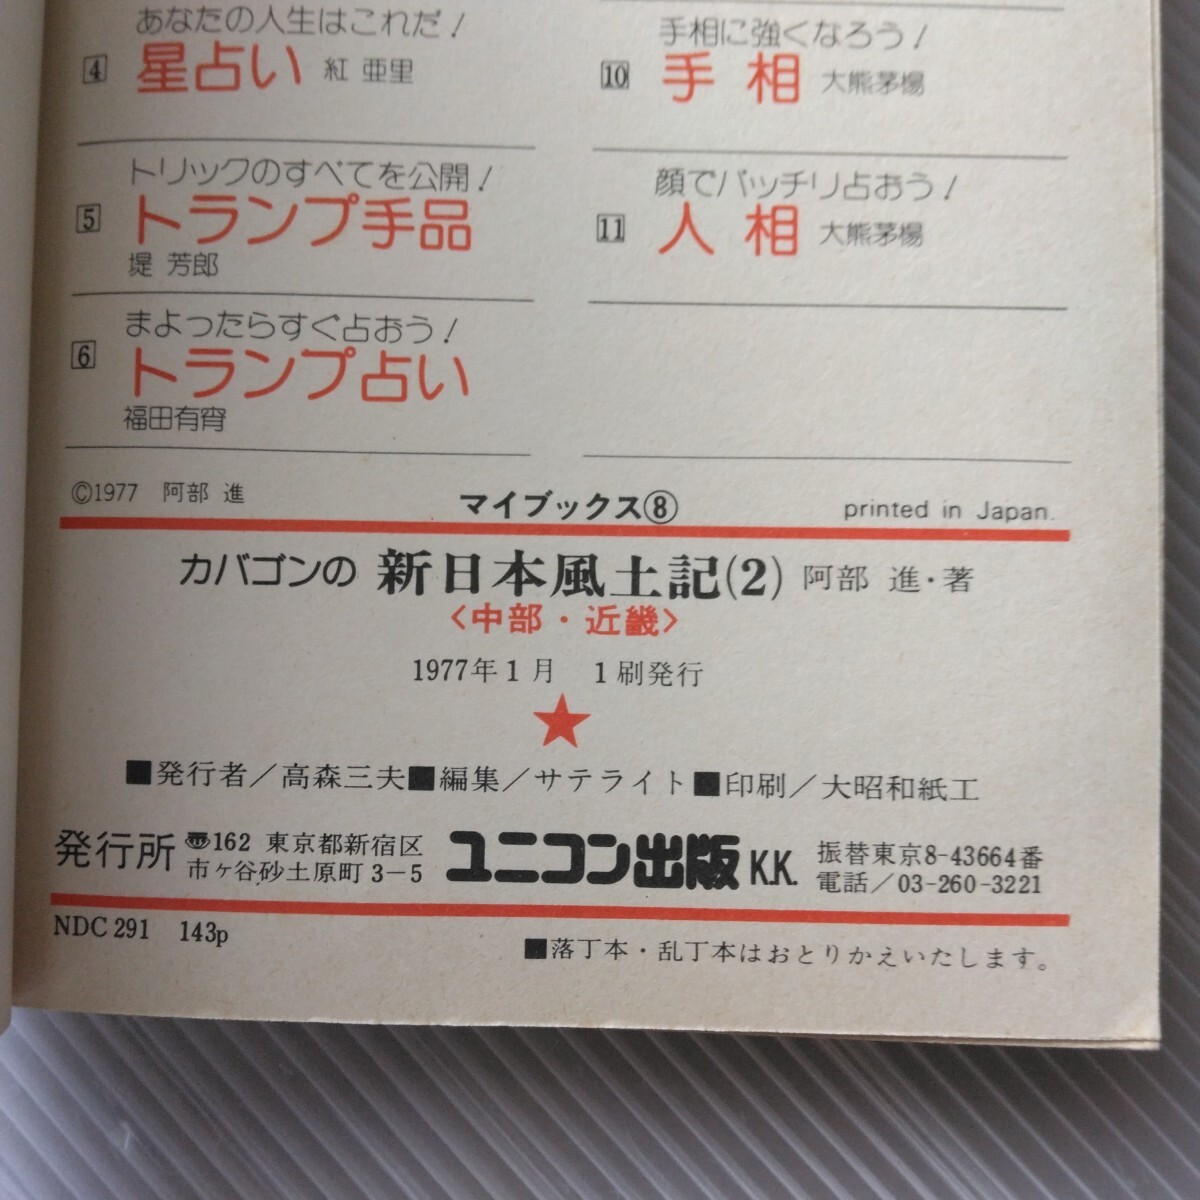 あなたの人生はこれだ！
4 星占い 紅 亜里
トリックのすべてを公開！
5 トランプ手品
堤 芳郎
まよったらすぐ占おう！
6 トランプ占い
福田有宵
手相に強くなろう！
10 手相 大熊茅楊
顔でバッチリ占おう！
11 人相 大熊茅楊
©1977 阿部 進 マイブックス⑧ printed in Japan.
カバゴンの 新日本風土記(2) 阿部 進・著
〈中部・近畿〉
1977年1月 1刷発行
★
■発行者／高森三夫■編集／サテライト■印刷／大昭和紙工
発行所 〠162 東京都新宿区
市ヶ谷砂土原町3-5
ユニコン出版 K.K.
振替東京8-43664番
電話／03-260-3221
NDC 291 143p
■落丁本・乱丁本はおとりかえいたします。